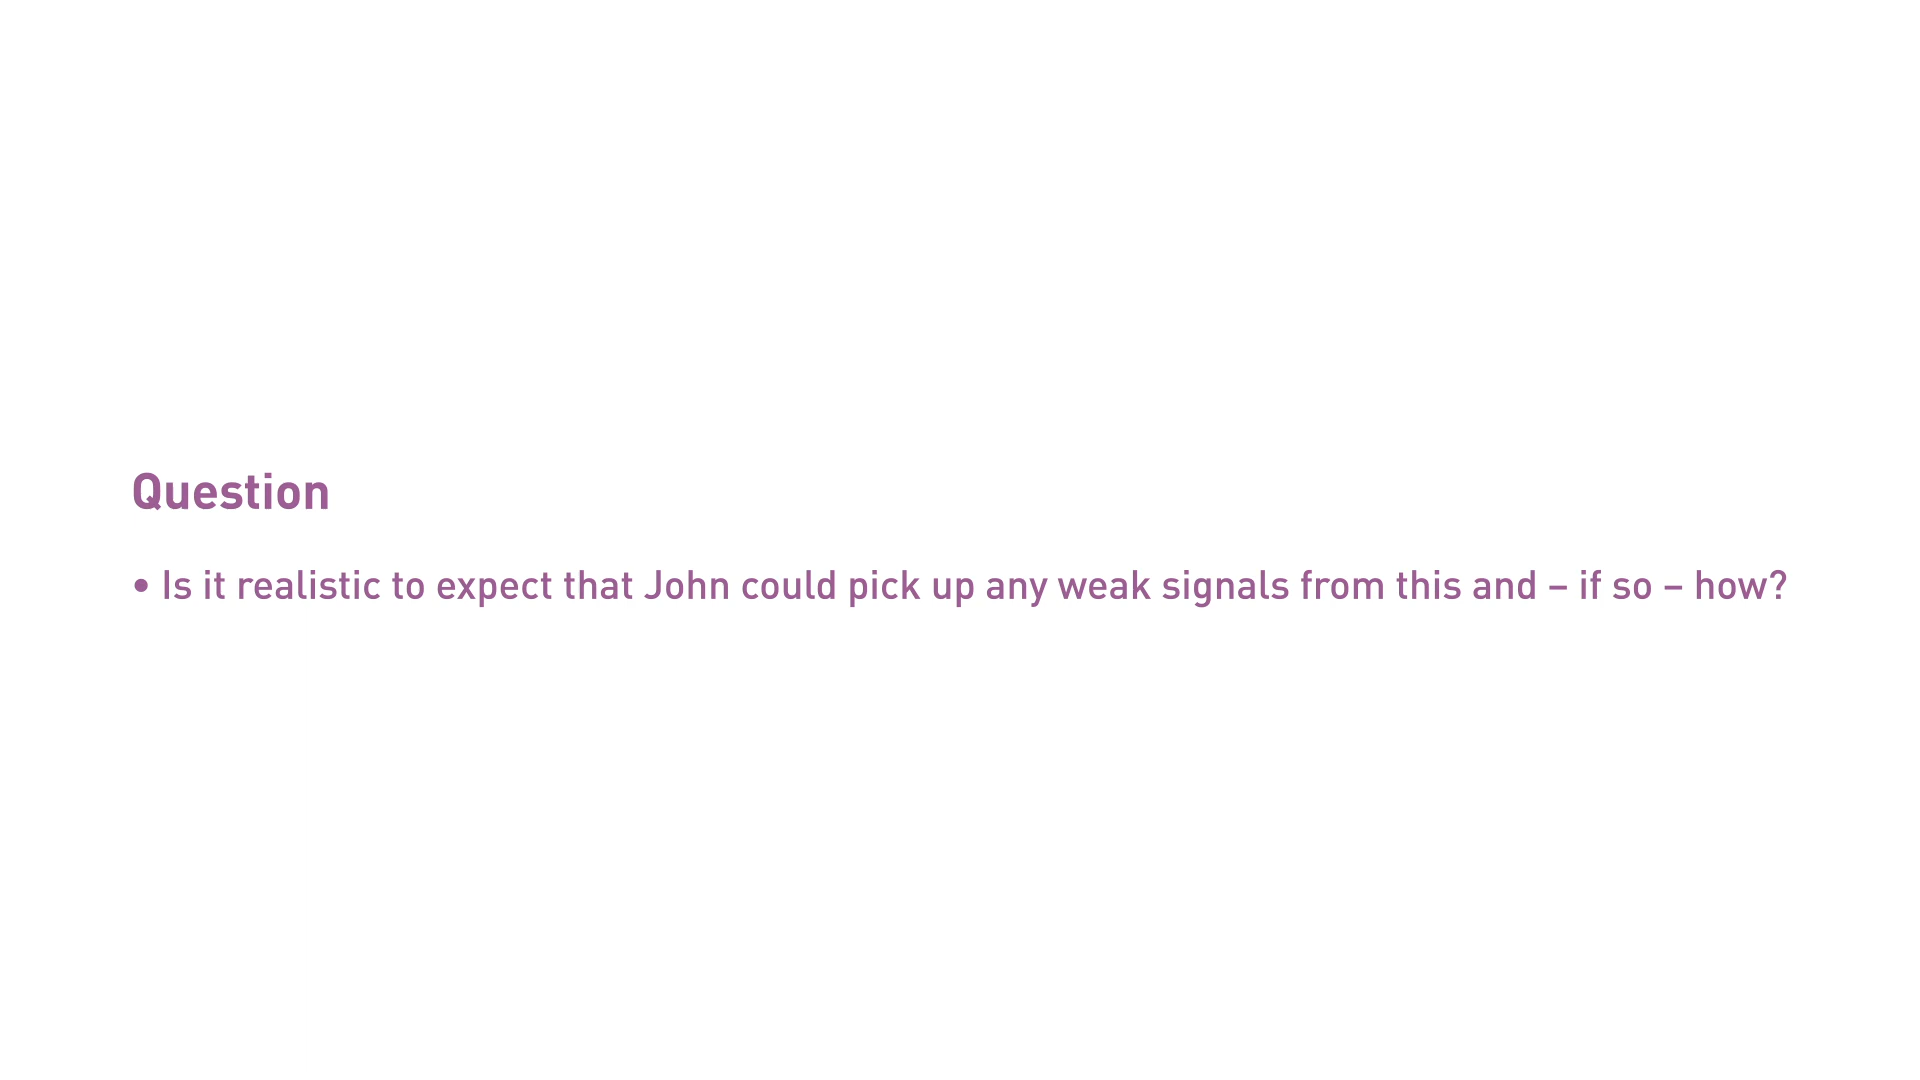 Question
• Is it realistic to expect that John could pick up any weak signals from this and – if so – how?